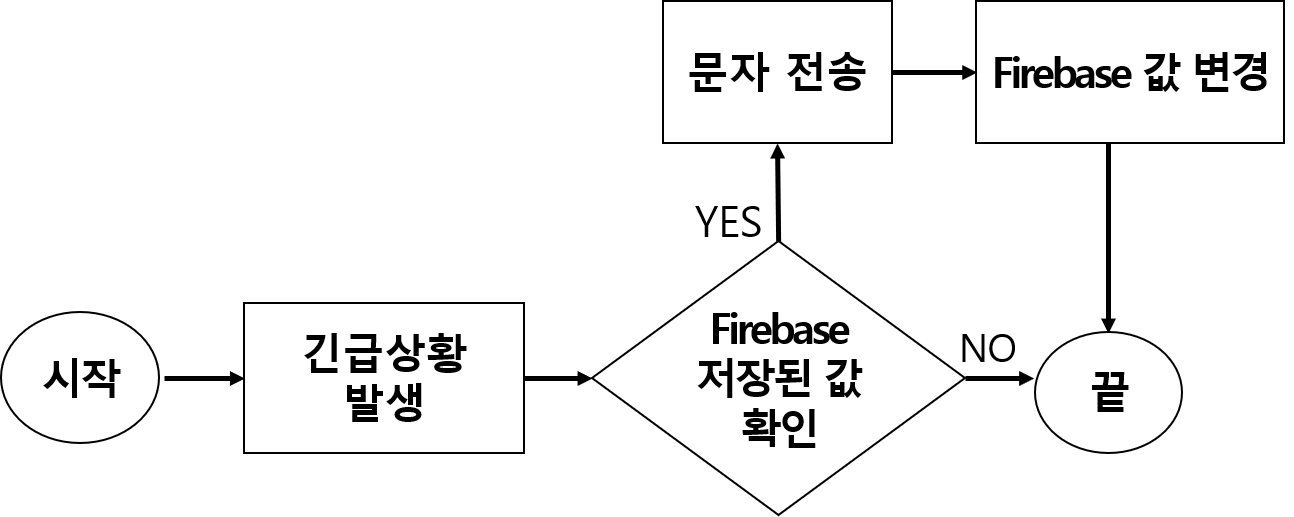 문자 전송
Firebase 값 변경
YES
시작
긴급상황
발생
Firebase
저장된 값
확인
NO
끝